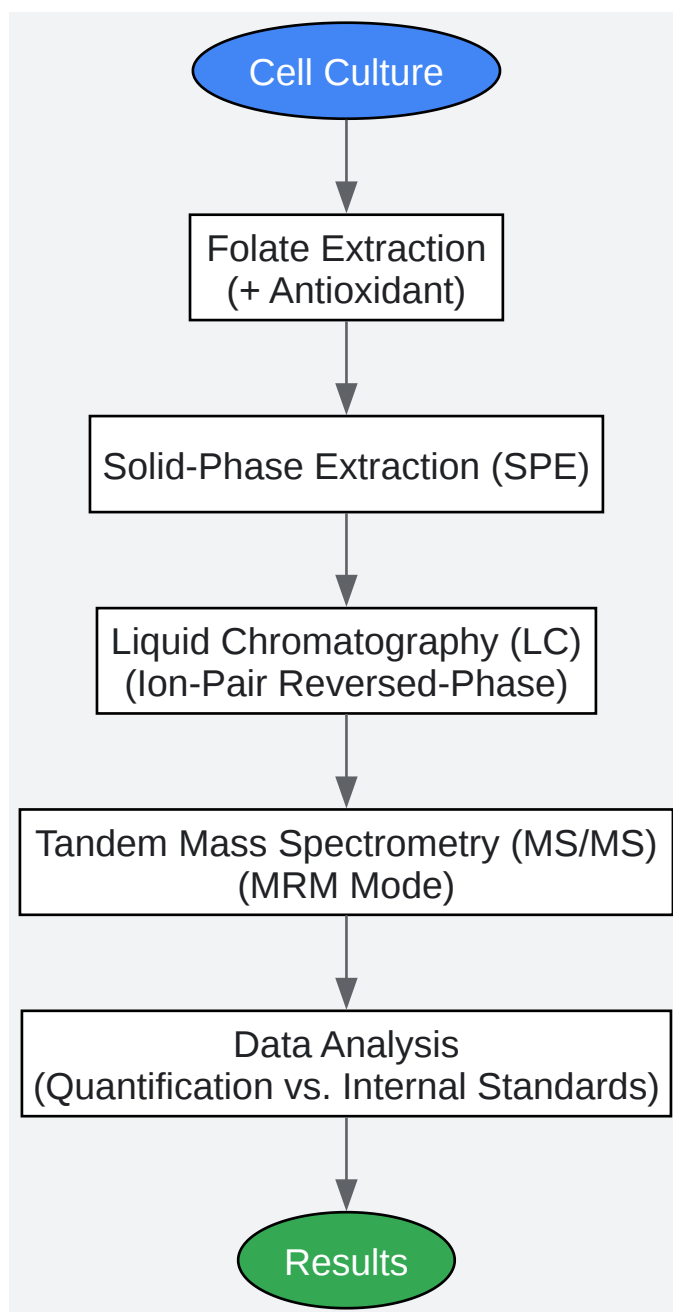 Cell Culture
Folate Extraction
(+ Antioxidant)
Solid-Phase Extraction (SPE)
Liquid Chromatography (LC)
(Ion-Pair Reversed-Phase)
Tandem Mass Spectrometry (MS/MS)
(MRM Mode)
Data Analysis
(Quantification vs. Internal Standards)
Results